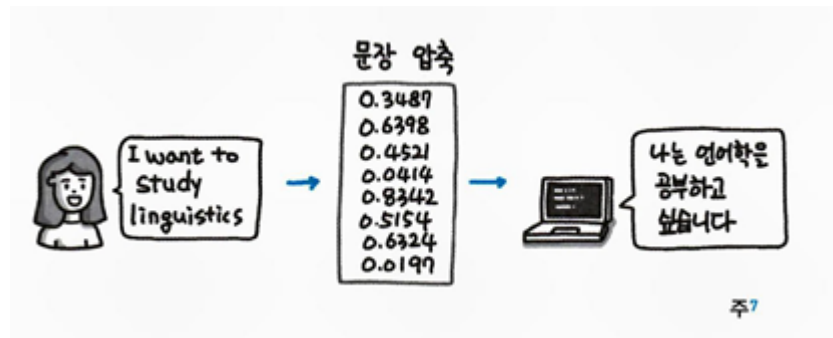 문장 압축
I want to
study
linguistics
0.3487
0.6398
0.4521
0.0414
0.8342
0.5154
0.6324
0.0197
나는 언어학을
공부하고
싶습니다
주7